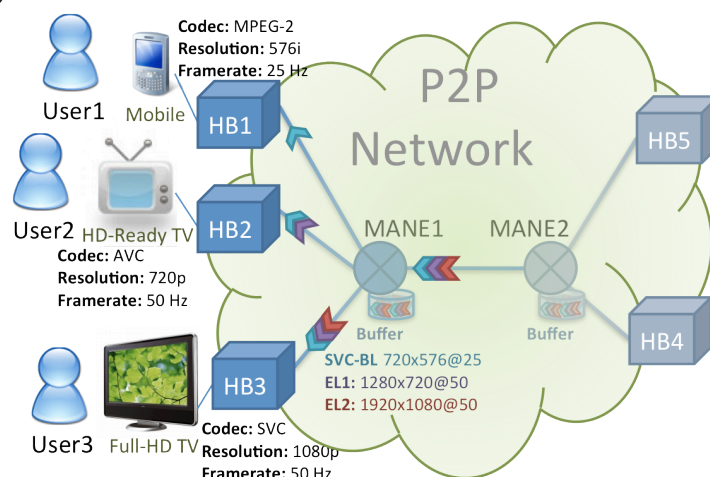 Codec: MPEG-2
Resolution: 576i
Framerate: 25 Hz
User1
Mobile
HB1
P2P
Network
HB5
User2
HD-Ready TV
HB2
Codec: AVC
Resolution: 720p
Framerate: 50 Hz
MANE1
MANE2
Buffer
Buffer
HB4
SVC-BL 720x576@25
EL1: 1280x720@50
EL2: 1920x1080@50
User3
Full-HD TV
HB3
Codec: SVC
Resolution: 1080p
Framerate: 50 Hz